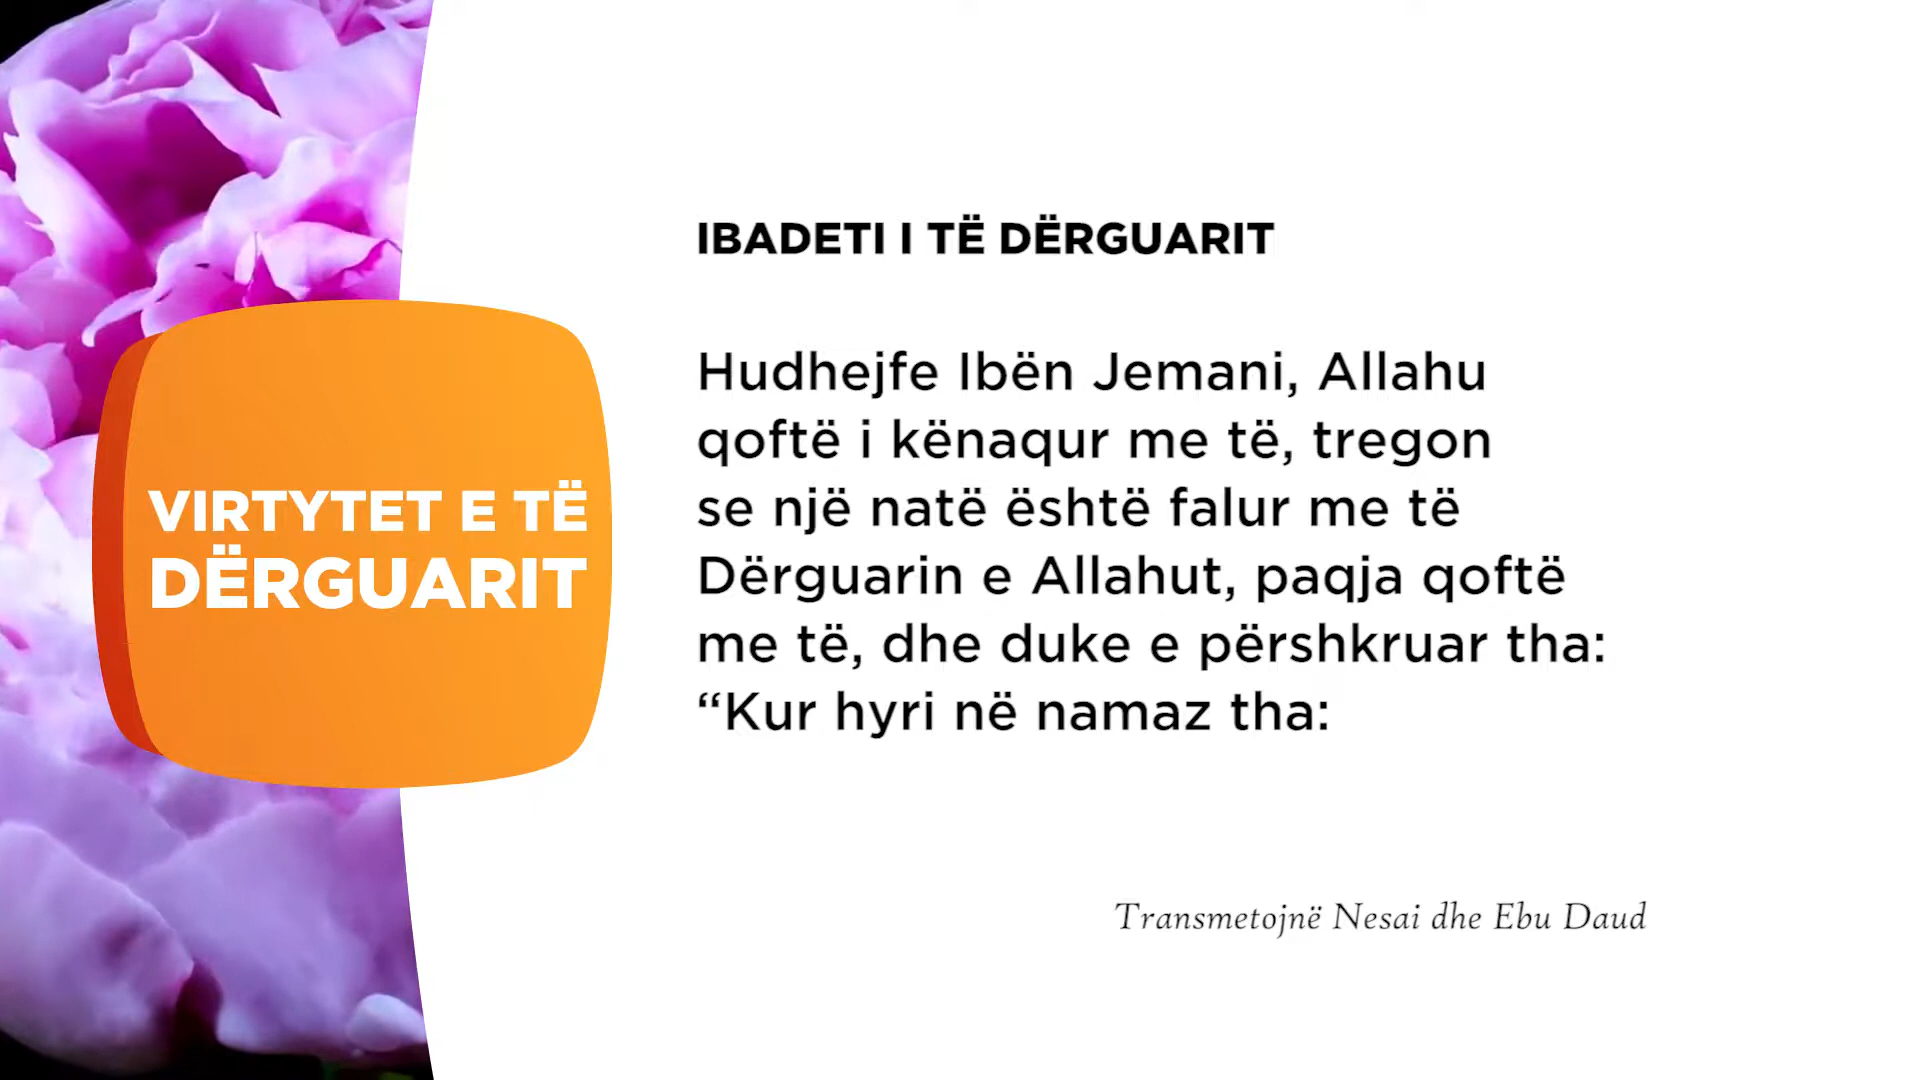 VIRTYTET E TË
DËRGUARIT
IBADETI I TË DËRGUARIT
Hudhejfe Ibën Jemani, Allahu
qoftë i kënaqur me të, tregon
se një natë është falur me të
Dërguarin e Allahut, paqja qoftë
me të, dhe duke e përshkruar tha:
“Kur hyri në namaz tha:
Transmetojnë Nesai dhe Ebu Daud